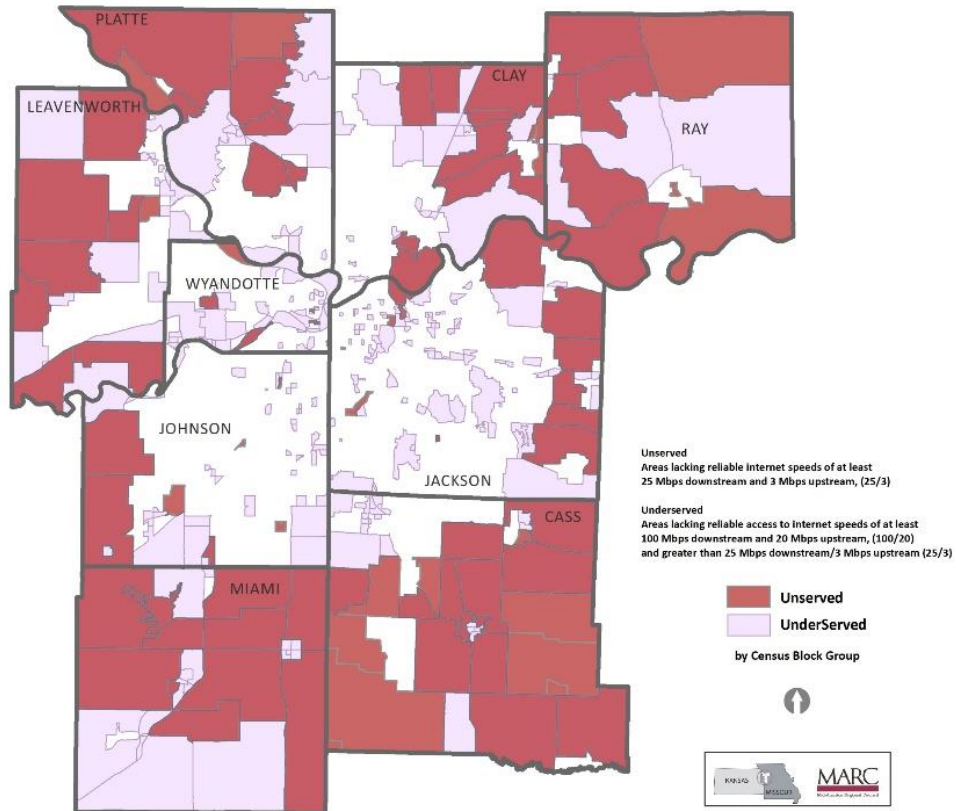 PLATTE
CLAY
LEAVENWORTH
RAY
WYANDOTTE
JOHNSON
JACKSON
CASS
MIAMI
Unserved
Areas lacking reliable internet speeds of at least
25 Mbps downstream and 3 Mbps upstream, (25/3)
Underserved
Areas lacking reliable access to internet speeds of at least
100 Mbps downstream and 20 Mbps upstream, (100/20)
and greater than 25 Mbps downstream/3 Mbps upstream (25/3)
Unserved
UnderServed
by Census Block Group
KANSAS
MISSOURI
MARC